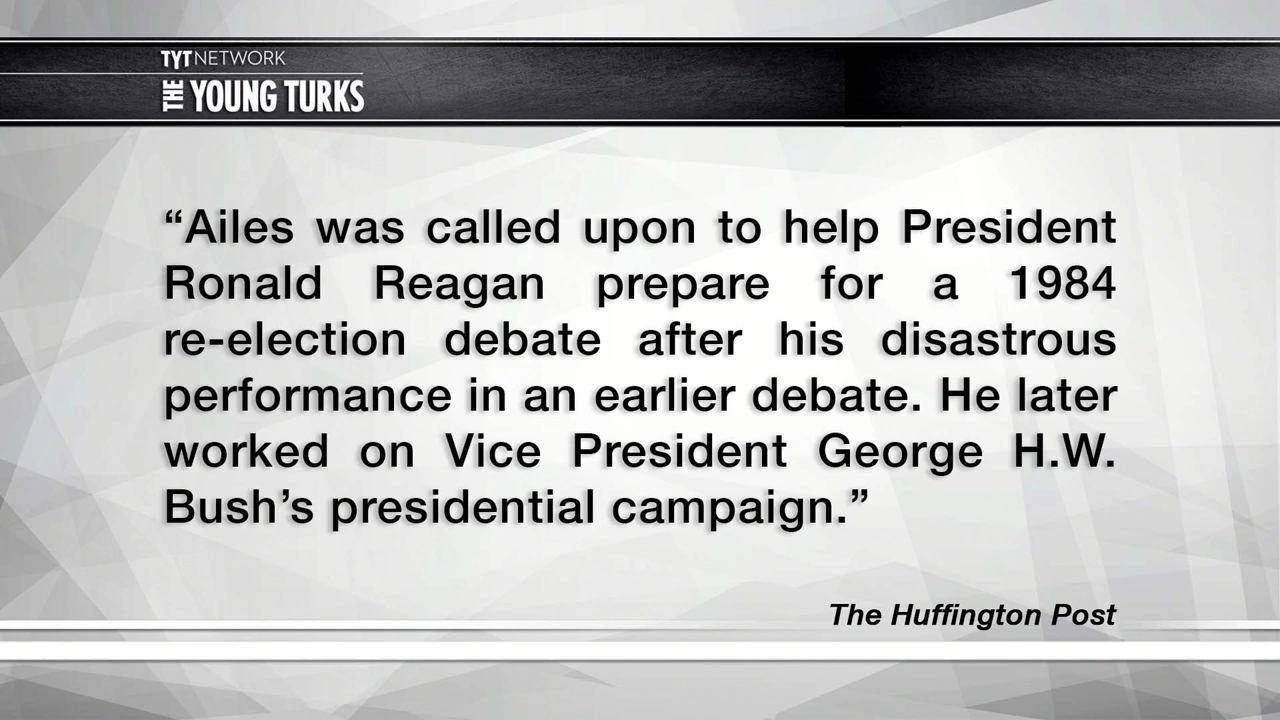 TYT NETWORK
THE YOUNG TURKS
“Ailes was called upon to help President
Ronald Reagan prepare for a 1984
re-election debate after his disastrous
performance in an earlier debate. He later
worked on Vice President George H.W.
Bush’s presidential campaign.”
The Huffington Post